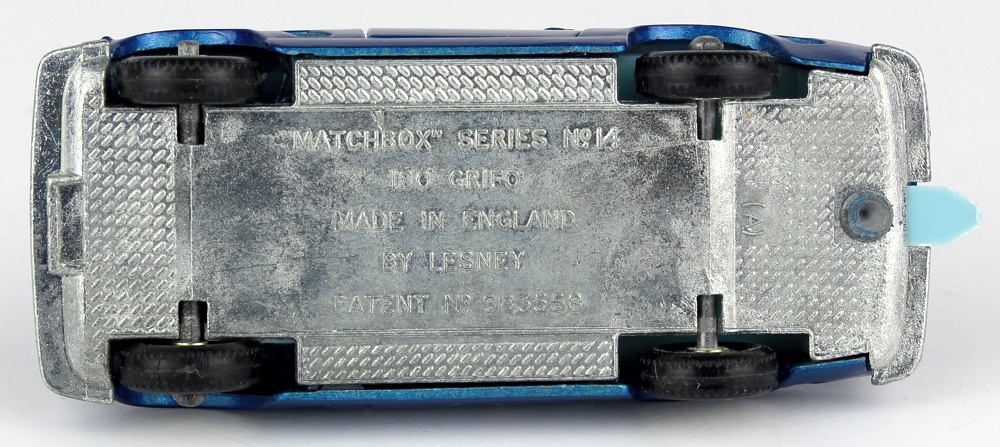 "MATCHBOX" SERIES Nº14
ISO GRIFO
MADE IN ENGLAND
BY LESNEY
PATENT Nº 983558
(A)